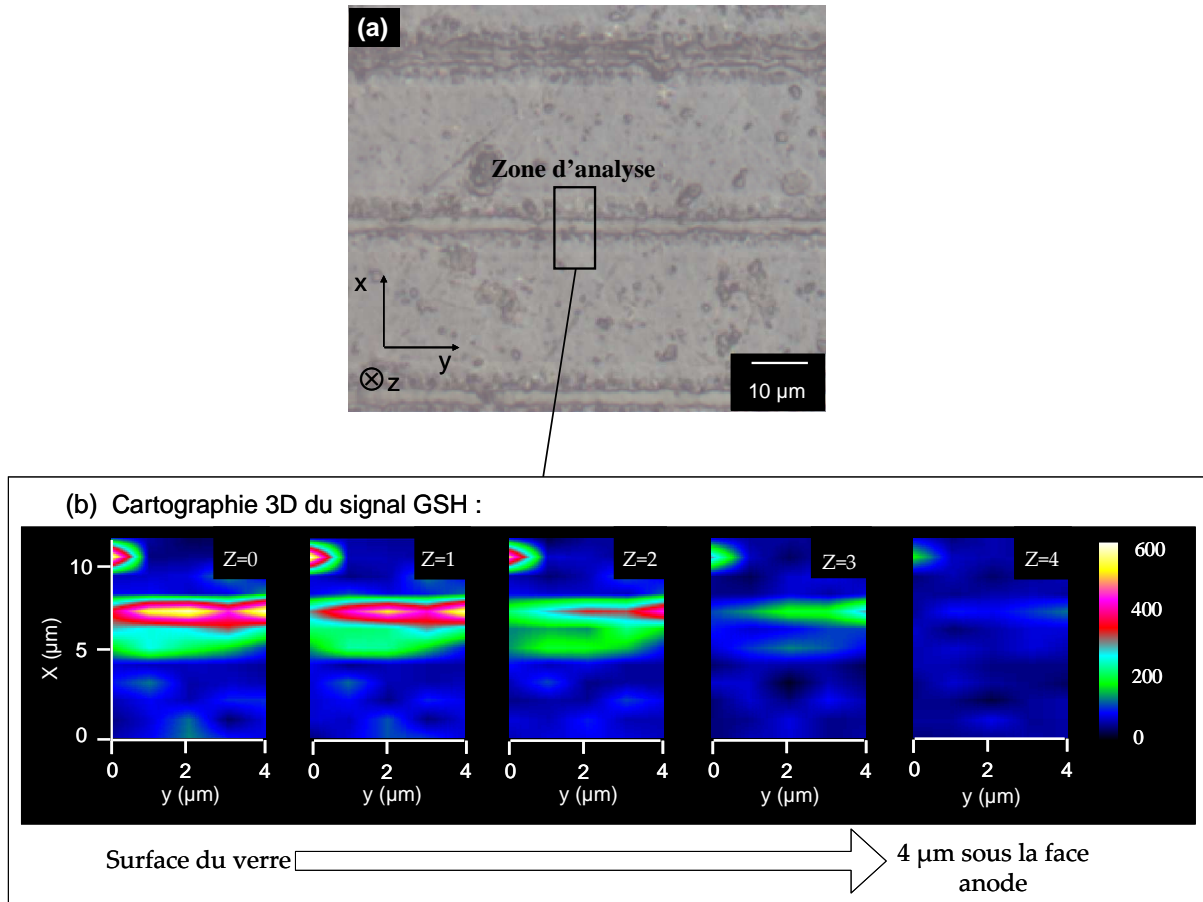 (a)
Zone d'analyse
x
y
z
10 µm
(b) Cartographie 3D du signal GSH :
Z=0
Z=1
Z=2
Z=3
Z=4
600
400
200
0
X (µm)
10
5
0
0 2 4
0 2 4
0 2 4
0 2 4
0 2 4
y (µm)
y (µm)
y (µm)
y (µm)
y (µm)
Surface du verre
4 µm sous la face
anode